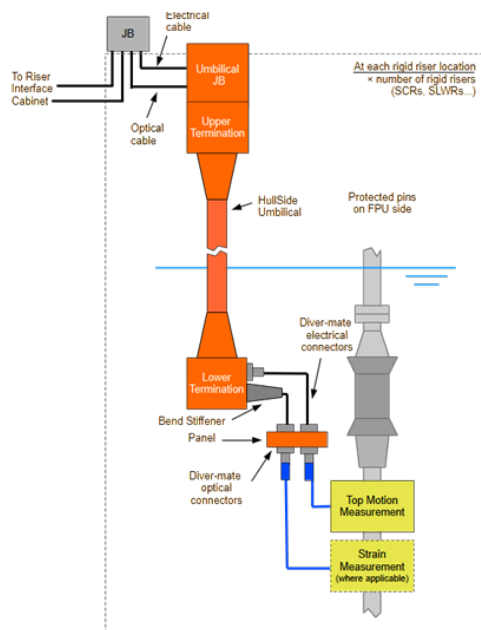 Electrical
cable
JB
To Riser
Interface
Cabinet
Optical
cable
Umbilical
JB
Upper
Termination
At each rigid riser location
× number of rigid risers
(SCRs, SLWRs...)
HullSide
Umbilical
Protected pins
on FPU side
Diver-mate
electrical
connectors
Lower
Termination
Bend Stiffener
Panel
Diver-mate
optical
connectors
Top Motion
Measurement
Strain
Measurement
(where applicable)